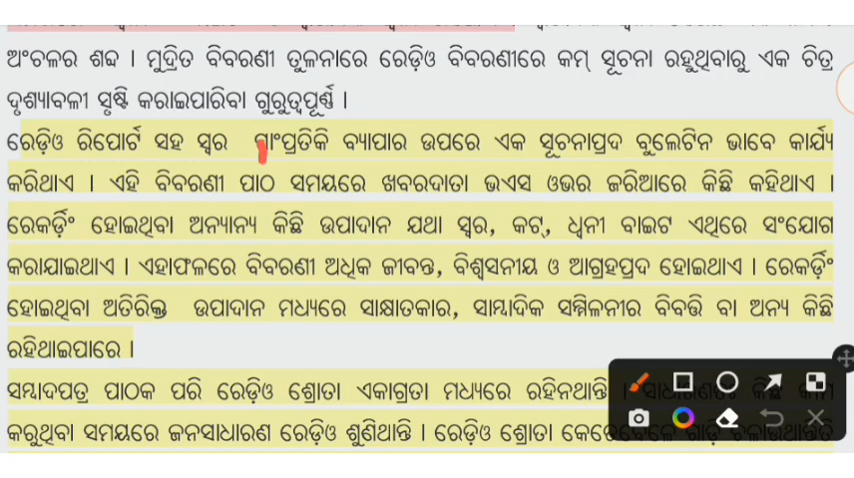 ଅଂଚଳର ଶବ୍ଦ । ମୁଦ୍ରିତ ବିବରଣୀ ତୁଳନାରେ ରେଡ଼ିଓ ବିବରଣୀରେ କମ୍ ସୂଚନା ରହୁଥିବାରୁ ଏକ ଚିତ୍ର
ଦୃଶ୍ୟାବଳୀ ସୃଷ୍ଟି କରାଇପାରିବା ଗୁରୁତ୍ୱପୂର୍ଣ୍ଣ ।
ରେଡ଼ିଓ ରିପୋର୍ଟ ସହ ସ୍ୱର ସାଂପ୍ରତିକି ବ୍ୟାପାର ଉପରେ ଏକ ସୂଚନାପ୍ରଦ ବୁଲେଟିନ ଭାବେ କାର୍ଯ୍ୟ
କରିଥାଏ । ଏହି ବିବରଣୀ ପାଠ ସମୟରେ ଖବରଦାତା ଭଏସ ଓଭର ଜରିଆରେ କିଛି କହିଥାଏ ।
ରେକର୍ଡ଼ିଂ ହୋଇଥିବା ଅନ୍ୟାନ୍ୟ କିଛି ଉପାଦାନ ଯଥା ସ୍ୱର, କଟ୍, ଧ୍ୱନୀ ବାଇଟ ଏଥିରେ ସଂଯୋଗ
କରାଯାଇଥାଏ । ଏହାଫଳରେ ବିବରଣୀ ଅଧିକ ଜୀବନ୍ତ, ବିଶ୍ୱସନୀୟ ଓ ଆଗ୍ରହପ୍ରଦ ହୋଇଥାଏ । ରେକର୍ଡ଼ିଂ
ହୋଇଥିବା ଅତିରିକ୍ତ ଉପାଦାନ ମଧ୍ୟରେ ସାକ୍ଷାତକାର, ସାମ୍ବାଦିକ ସମ୍ମିଳନୀର ବିବତ୍ତି ବା ଅନ୍ୟ କିଛି
ରହିଥାଇପାରେ ।
ସମ୍ବାଦପତ୍ର ପାଠକ ପରି ରେଡ଼ିଓ ଶ୍ରୋତା ଏକାଗ୍ରତା ମଧ୍ୟରେ ରହିନଥାନ୍ତି । ସାଧାରଣତଃ କିଛି କାମ
କରୁଥିବା ସମୟରେ ଜନସାଧାରଣ ରେଡ଼ିଓ ଶୁଣିଥାନ୍ତି । ରେଡ଼ିଓ ଶ୍ରୋତା କେତେବେଳେ ଗାଡ଼ି